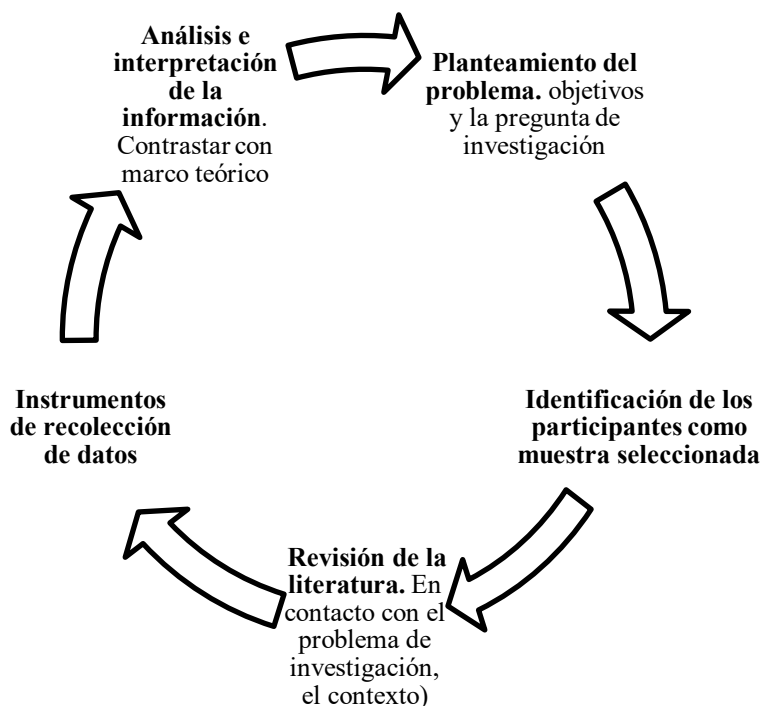 Análisis e
interpretación
de la
información.
Contrastar con
marco teórico
Planteamiento del
problema. objetivos
y la pregunta de
investigación
Identificación de los
participantes como
muestra seleccionada
Revisión de la
literatura. En
contacto con el
problema de
investigación,
el contexto)
Instrumentos
de recolección
de datos